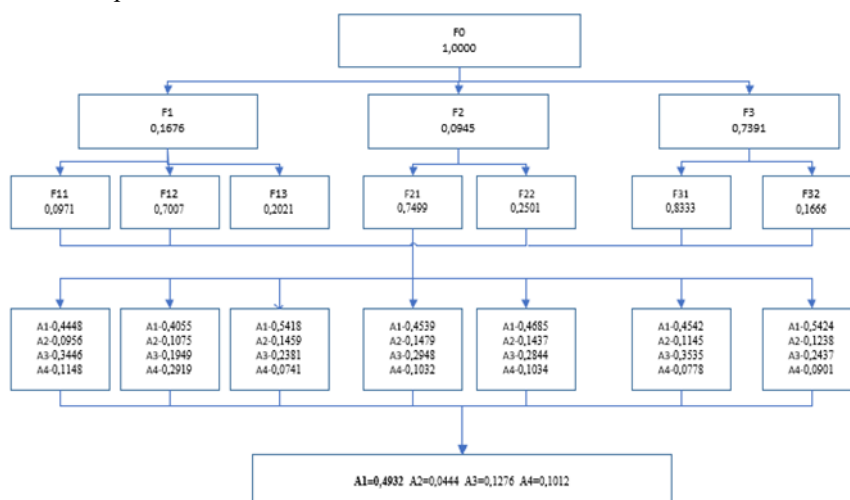 F0
1,0000
F1
0,1676
F2
0,0945
F3
0,7391
F11
0,0971
F12
0,7007
F13
0,2021
F21
0,7499
F22
0,2501
F31
0,8333
F32
0,1666
A1-0,4448
A2-0,0956
A3-0,3446
A4-0,1148
A1-0,4055
A2-0,1075
A3-0,1949
A4-0,2919
A1-0,5418
A2-0,1459
A3-0,2381
A4-0,0741
A1-0,4539
A2-0,1479
A3-0,2948
A4-0,1032
A1-0,4685
A2-0,1437
A3-0,2844
A4-0,1034
A1-0,4542
A2-0,1145
A3-0,3535
A4-0,0778
A1-0,5424
A2-0,1238
A3-0,2437
A4-0,0901
A1=0,4932 A2=0,0444 A3=0,1276 A4=0,1012